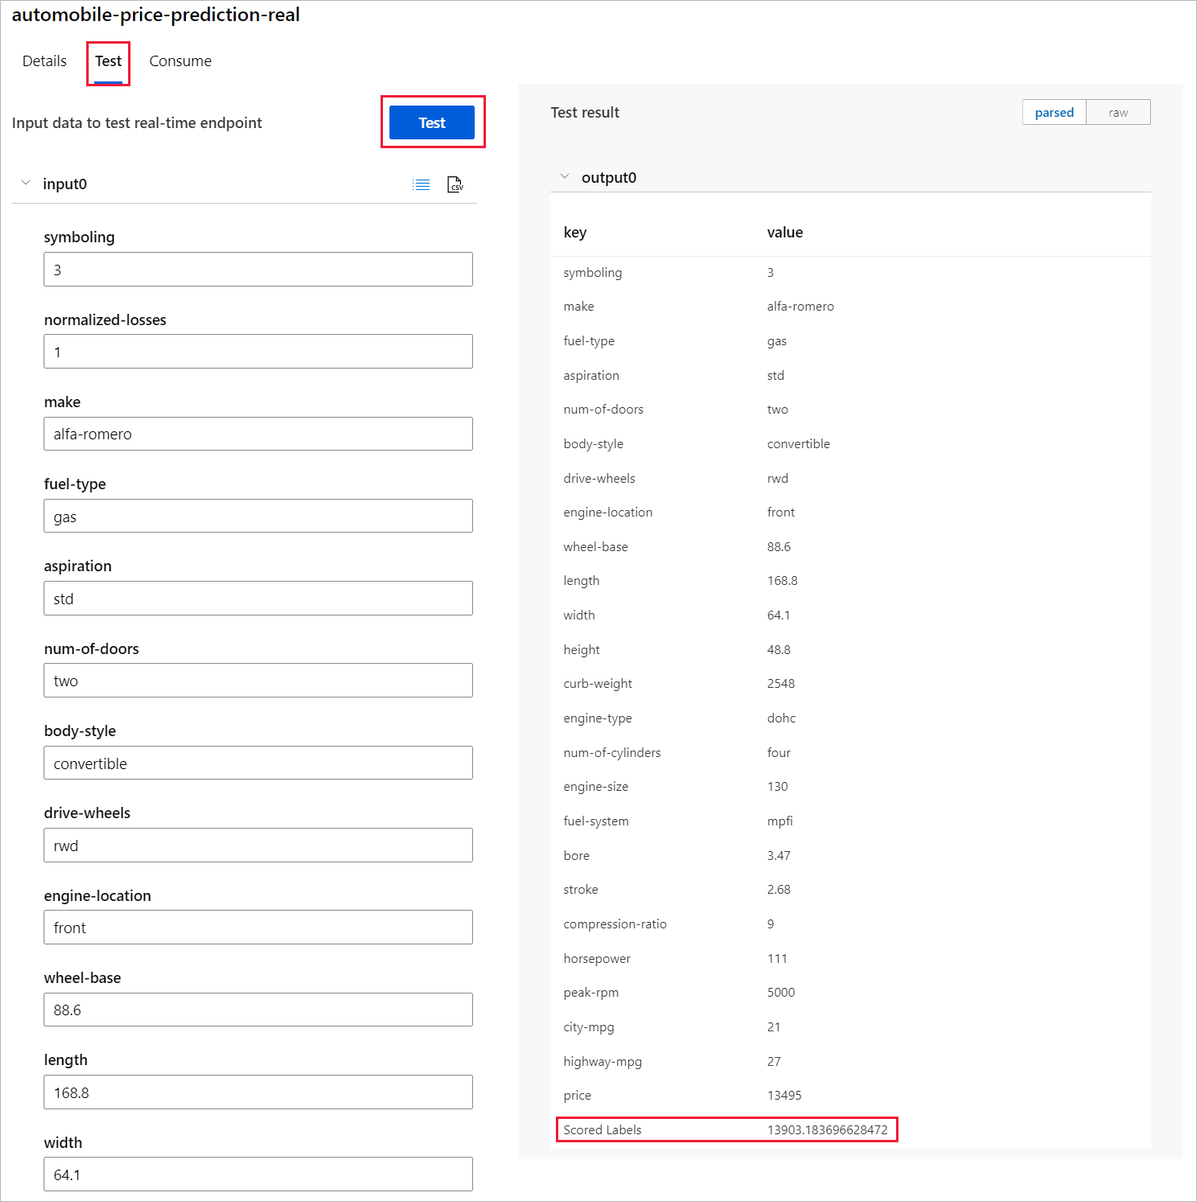 automobile-price-prediction-real
Details Test Consume
Input data to test real-time endpoint Test
input0
CSV
symboling
3
normalized-losses
1
make
alfa-romero
fuel-type
gas
aspiration
std
num-of-doors
two
body-style
convertible
drive-wheels
rwd
engine-location
front
wheel-base
88.6
length
168.8
width
64.1
Test result parsed raw
output0
key value
symboling 3
make alfa-romero
fuel-type gas
aspiration std
num-of-doors two
body-style convertible
drive-wheels rwd
engine-location front
wheel-base 88.6
length 168.8
width 64.1
height 48.8
curb-weight 2548
engine-type dohc
num-of-cylinders four
engine-size 130
fuel-system mpfi
bore 3.47
stroke 2.68
compression-ratio 9
horsepower 111
peak-rpm 5000
city-mpg 21
highway-mpg 27
price 13495
Scored Labels 13903.183696628472